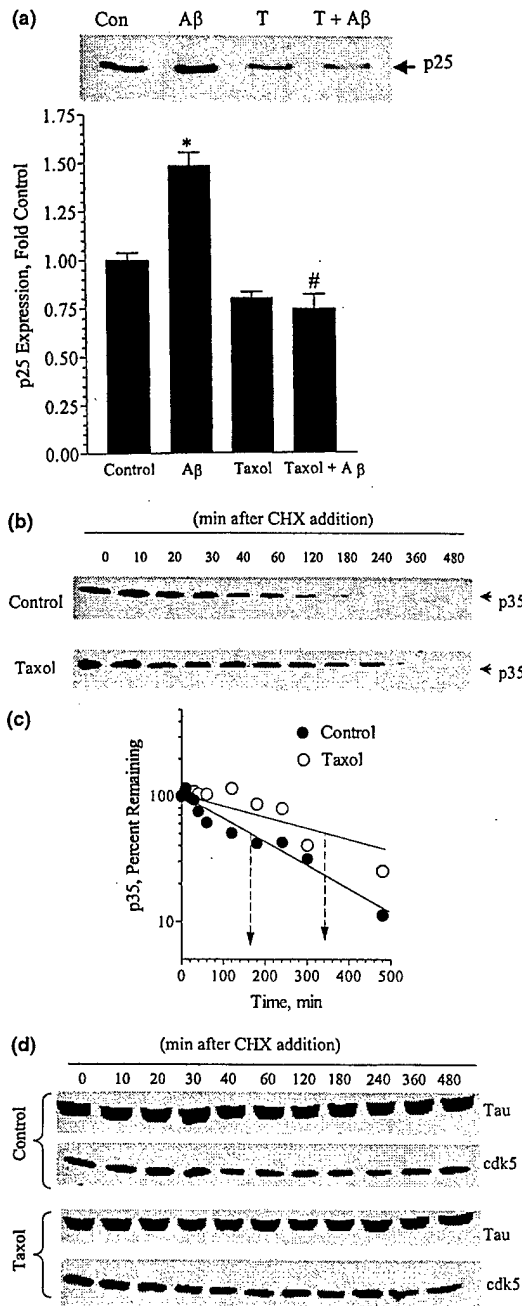 (a)
Con Aβ T T + Aβ
p25
1.75
1.50
1.25
1.00
0.75
0.50
0.25
0.00
p25 Expression, Fold Control
*
#
Control Aβ Taxol Taxol + Aβ
(b)
(min after CHX addition)
0 10 20 30 40 60 120 180 240 360 480
Control p35
Taxol p35
(c)
Control
Taxol
100
10
p35, Percent Remaining
0 100 200 300 400 500
Time, min
(d)
(min after CHX addition)
0 10 20 30 40 60 120 180 240 360 480
Control
Tau
cdk5
Taxol
Tau
cdk5